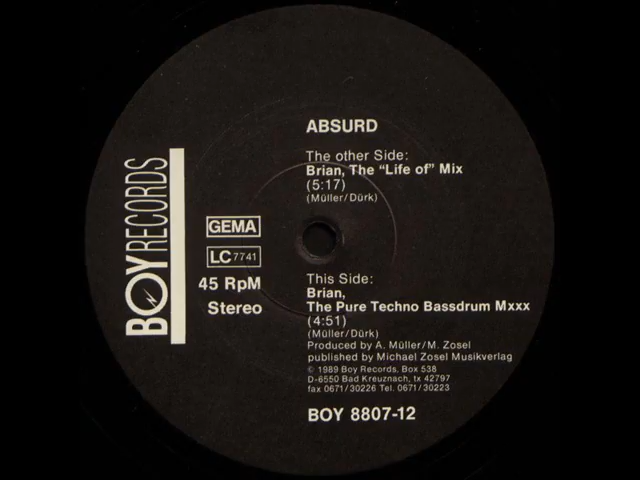 ABSURD
The other Side:
Brian, The "Life of" Mix
(5:17)
(Müller/Dürk)
BOY RECORDS
GEMA
LC 7741
45 RpM
Stereo
This Side:
Brian,
The Pure Techno Bassdrum Mxxx
(4:51)
(Müller/Dürk)
Produced by A. Müller/M. Zosel
published by Michael Zosel Musikverlag
© 1989 Boy Records, Box 538
D-6550 Bad Kreuznach, tx 42797
fax 0671/30226 Tel. 0671/30223
BOY 8807-12